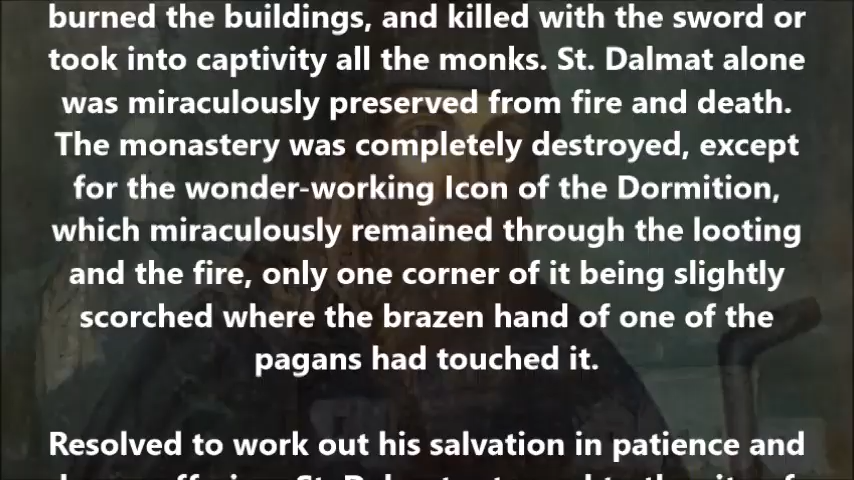 burned the buildings, and killed with the sword or
took into captivity all the monks. St. Dalmat alone
was miraculously preserved from fire and death.
The monastery was completely destroyed, except
for the wonder-working Icon of the Dormition,
which miraculously remained through the looting
and the fire, only one corner of it being slightly
scorched where the brazen hand of one of the
pagans had touched it.
Resolved to work out his salvation in patience and